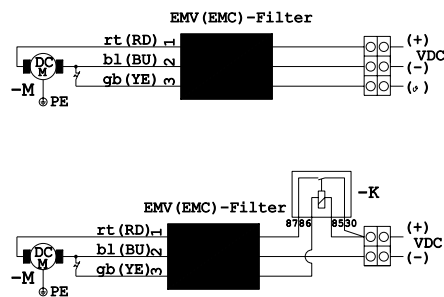 EMV(EMC)-Filter
rt(RD) 1 (+)
VDC
DC bl(BU) 2 (-)
M
gb(YE) 3 (ϑ)
-M
PE
-K
EMV(EMC)-Filter
87 86 85 30
rt(RD) 1 (+)
VDC
DC bl(BU) 2 (-)
M
gb(YE) 3
-M
PE